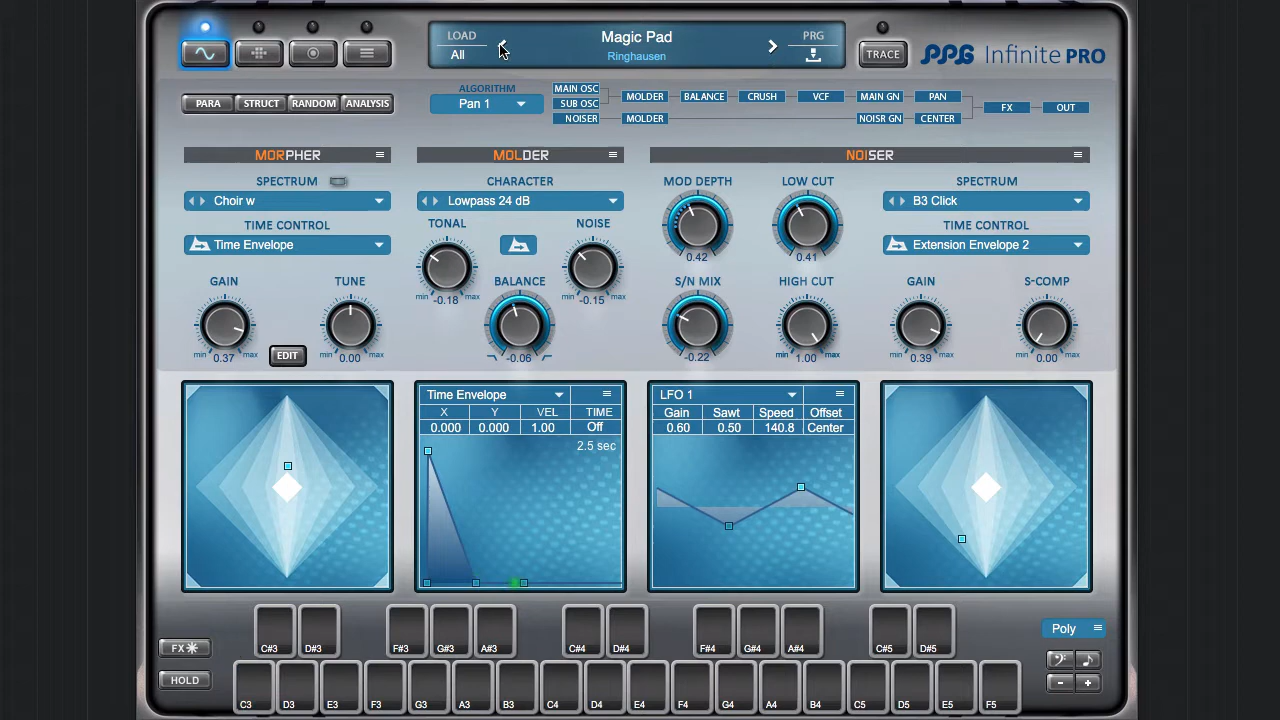 LOAD
All
Magic Pad
Ringhausen
PRG
TRACE
PPG Infinite PRO
PARA
STRUCT
RANDOM
ANALYSIS
ALGORITHM
Pan 1
MAIN OSC
SUB OSC
NOISER
MOLDER
BALANCE
CRUSH
VCF
MAIN GN
PAN
MOLDER
NOISR GN
CENTER
FX
OUT
MORPHER
SPECTRUM
Choir w
TIME CONTROL
Time Envelope
GAIN
TUNE
min
max
0.37
EDIT
min
max
0.00
MOLDER
CHARACTER
Lowpass 24 dB
TONAL
NOISE
min
max
-0.18
min
max
-0.15
BALANCE
-0.06
NOISER
MOD DEPTH
0.42
LOW CUT
0.41
SPECTRUM
B3 Click
TIME CONTROL
Extension Envelope 2
S/N MIX
-0.22
HIGH CUT
min
max
1.00
GAIN
min
max
0.39
S-COMP
min
max
0.00
Time Envelope
X Y VEL TIME
0.000 0.000 1.00 Off
2.5 sec
LFO 1
Gain Sawt Speed Offset
0.60 0.50 140.8 Center
FX
HOLD
C#3 D#3 F#3 G#3 A#3 C#4 D#4 F#4 G#4 A#4 C#5 D#5
C3 D3 E3 F3 G3 A3 B3 C4 D4 E4 F4 G4 A4 B4 C5 D5 E5 F5
Poly
- +